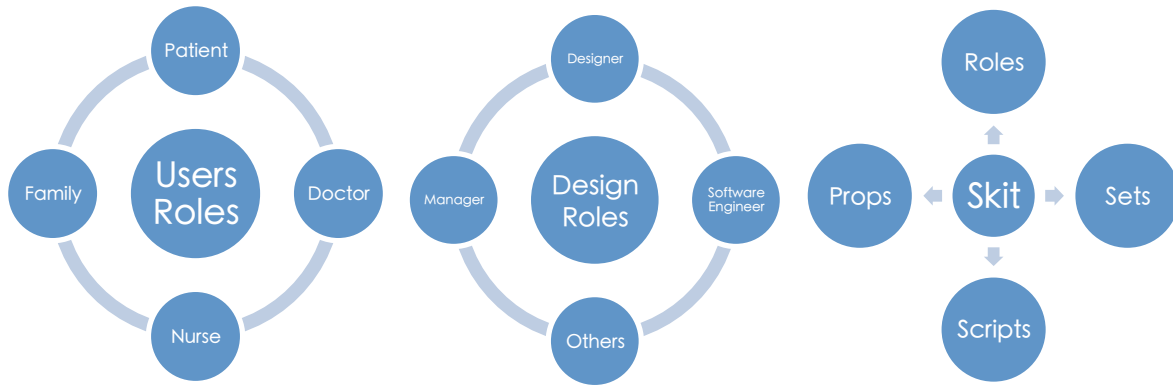 Patient
Family
Users
Roles
Doctor
Nurse
Designer
Manager
Design
Roles
Software
Engineer
Others
Roles
Props
Skit
Sets
Scripts